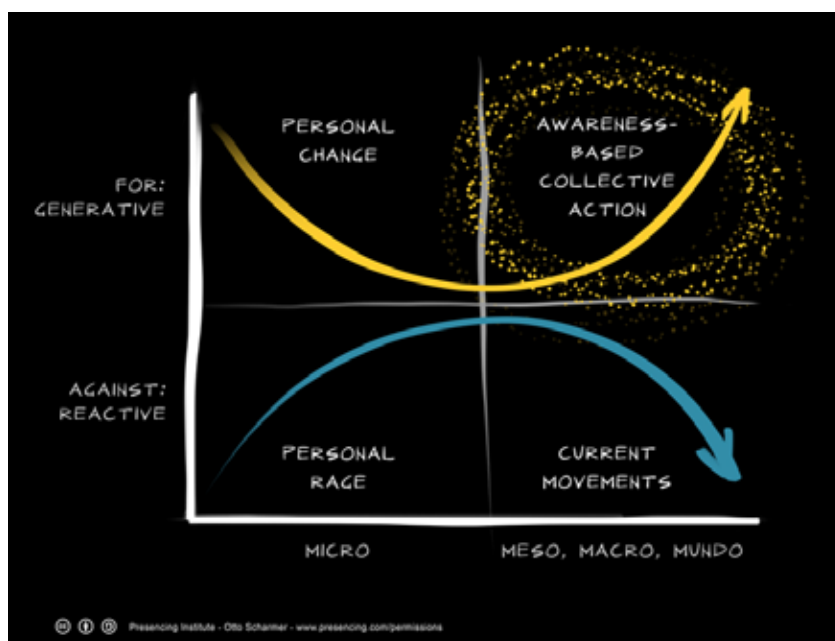 PERSONAL
CHANGE
AWARENESS-
BASED
COLLECTIVE
ACTION
FOR:
GENERATIVE
AGAINST:
REACTIVE
PERSONAL
RAGE
CURRENT
MOVEMENTS
MICRO
MESO, MACRO, MUNDO
Presencing Institute - Otto Scharmer - www.presencing.com/permissions